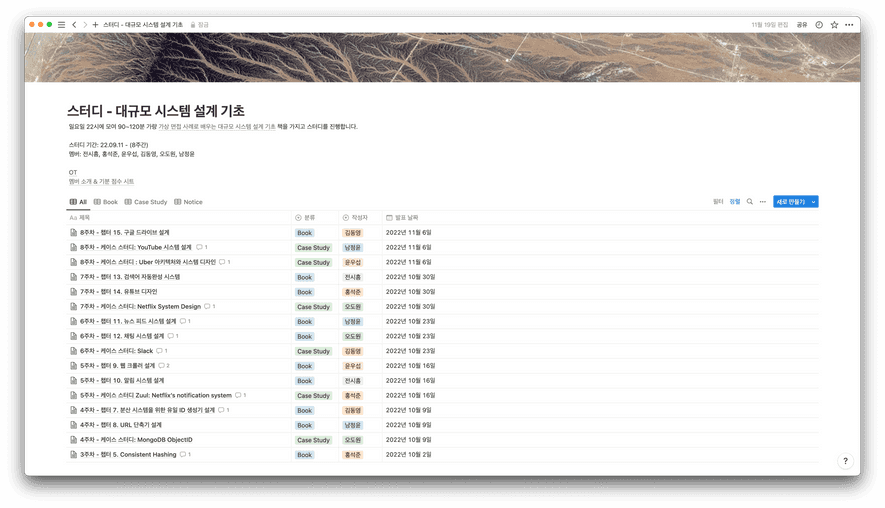 스터디 - 대규모 시스템 설계 기초 잠금 11월 19일 편집 공유
스터디 - 대규모 시스템 설계 기초
일요일 22시에 모여 90~120분 가량 가상 면접 사례로 배우는 대규모 시스템 설계 기초 책을 가지고 스터디를 진행합니다.
스터디 기간: 22.09.11 - (8주간)
멤버: 전시흠, 홍석준, 윤우섭, 김동영, 오도원, 남정윤
OT
멤버 소개 & 기본 점수 시트
All Book Case Study Notice 필터 정렬 새로 만들기
Aa 제목 분류 작성자 발표 날짜
8주차 - 챕터 15. 구글 드라이브 설계 Book 김동영 2022년 11월 6일
8주차 - 케이스 스터디: YouTube 시스템 설계 1 Case Study 남정윤 2022년 11월 6일
8주차 - 케이스 스터디 : Uber 아키텍처와 시스템 디자인 1 Case Study 윤우섭 2022년 11월 6일
7주차 - 챕터 13. 검색어 자동완성 시스템 Book 전시흠 2022년 10월 30일
7주차 - 챕터 14. 유튜브 디자인 Book 홍석준 2022년 10월 30일
7주차 - 케이스 스터디: Netflix System Design 1 Case Study 오도원 2022년 10월 30일
6주차 - 챕터 11. 뉴스 피드 시스템 설계 1 Book 남정윤 2022년 10월 23일
6주차 - 챕터 12. 채팅 시스템 설계 1 Book 오도원 2022년 10월 23일
6주차 - 케이스 스터디: Slack 1 Case Study 김동영 2022년 10월 23일
5주차 - 챕터 9. 웹 크롤러 설계 2 Book 윤우섭 2022년 10월 16일
5주차 - 챕터 10. 알림 시스템 설계 Book 전시흠 2022년 10월 16일
5주차 - 케이스 스터디 Zuul: Netflix's notification system 1 Case Study 홍석준 2022년 10월 16일
4주차 - 챕터 7. 분산 시스템을 위한 유일 ID 생성기 설계 1 Book 김동영 2022년 10월 9일
4주차 - 챕터 8. URL 단축기 설계 Book 남정윤 2022년 10월 9일
4주차 - 케이스 스터디: MongoDB ObjectID Case Study 오도원 2022년 10월 9일
3주차 - 챕터 5. Consistent Hashing 1 Book 홍석준 2022년 10월 2일
?